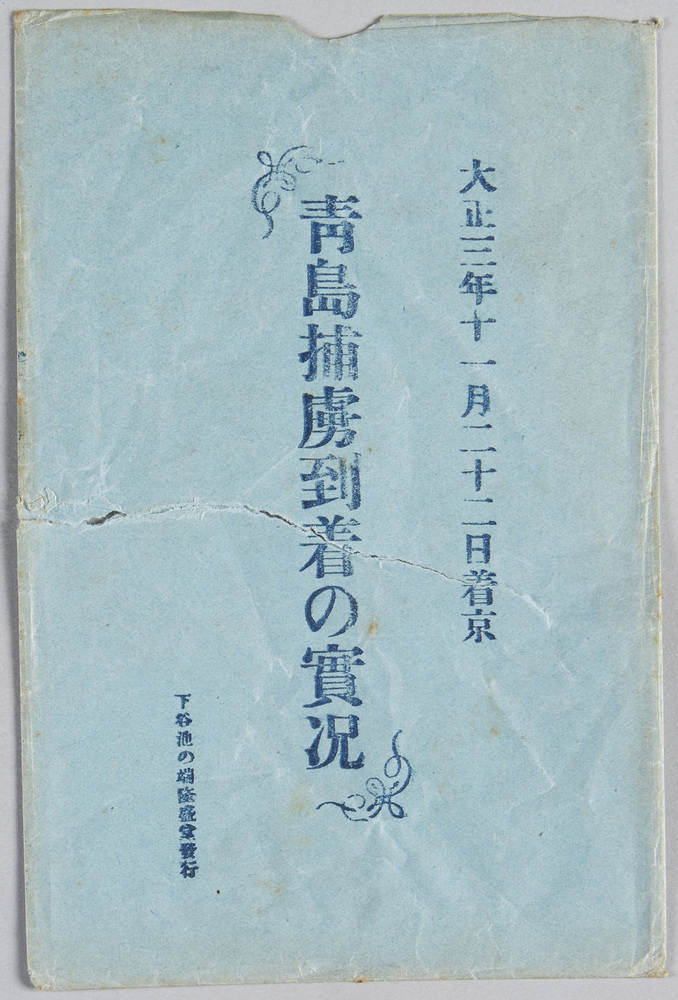 大正三年十一月二十二日着京
青島捕虜到着の實況
下谷池の端隆盛堂發行